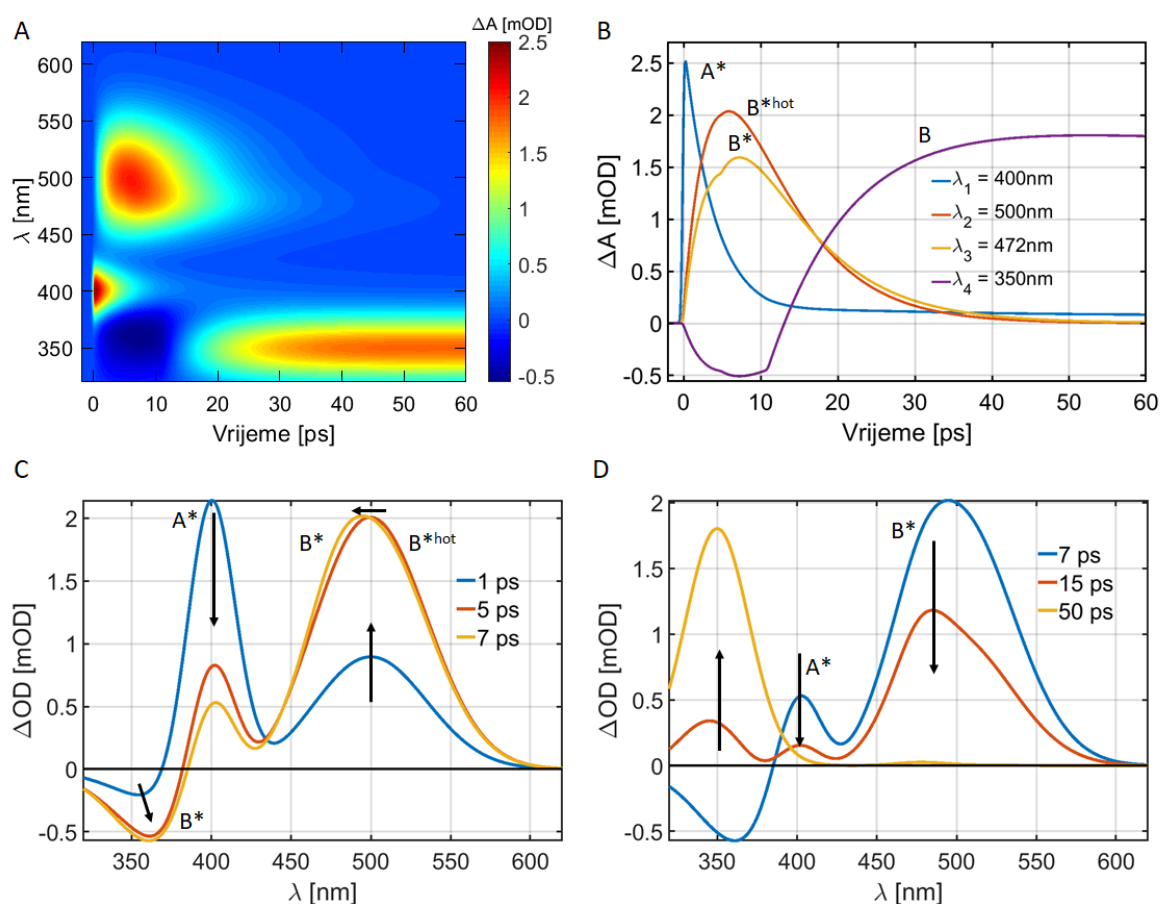 A
ΔA [mOD]
600
550
500
450
400
350
λ [nm]
0 10 20 30 40 50 60
Vrijeme [ps]
2.5
2
1.5
1
0.5
0
-0.5
B
2.5
2
1.5
1
0.5
0
-0.5
ΔA [mOD]
A*
B*hot
B*
B
λ1 = 400nm
λ2 = 500nm
λ3 = 472nm
λ4 = 350nm
0 10 20 30 40 50 60
Vrijeme [ps]
C
2
1.5
1
0.5
0
-0.5
ΔOD [mOD]
A*
B*
B*hot
1 ps
5 ps
7 ps
B*
350 400 450 500 550 600
λ [nm]
D
2
1.5
1
0.5
0
-0.5
ΔOD [mOD]
B*
7 ps
15 ps
50 ps
A*
350 400 450 500 550 600
λ [nm]